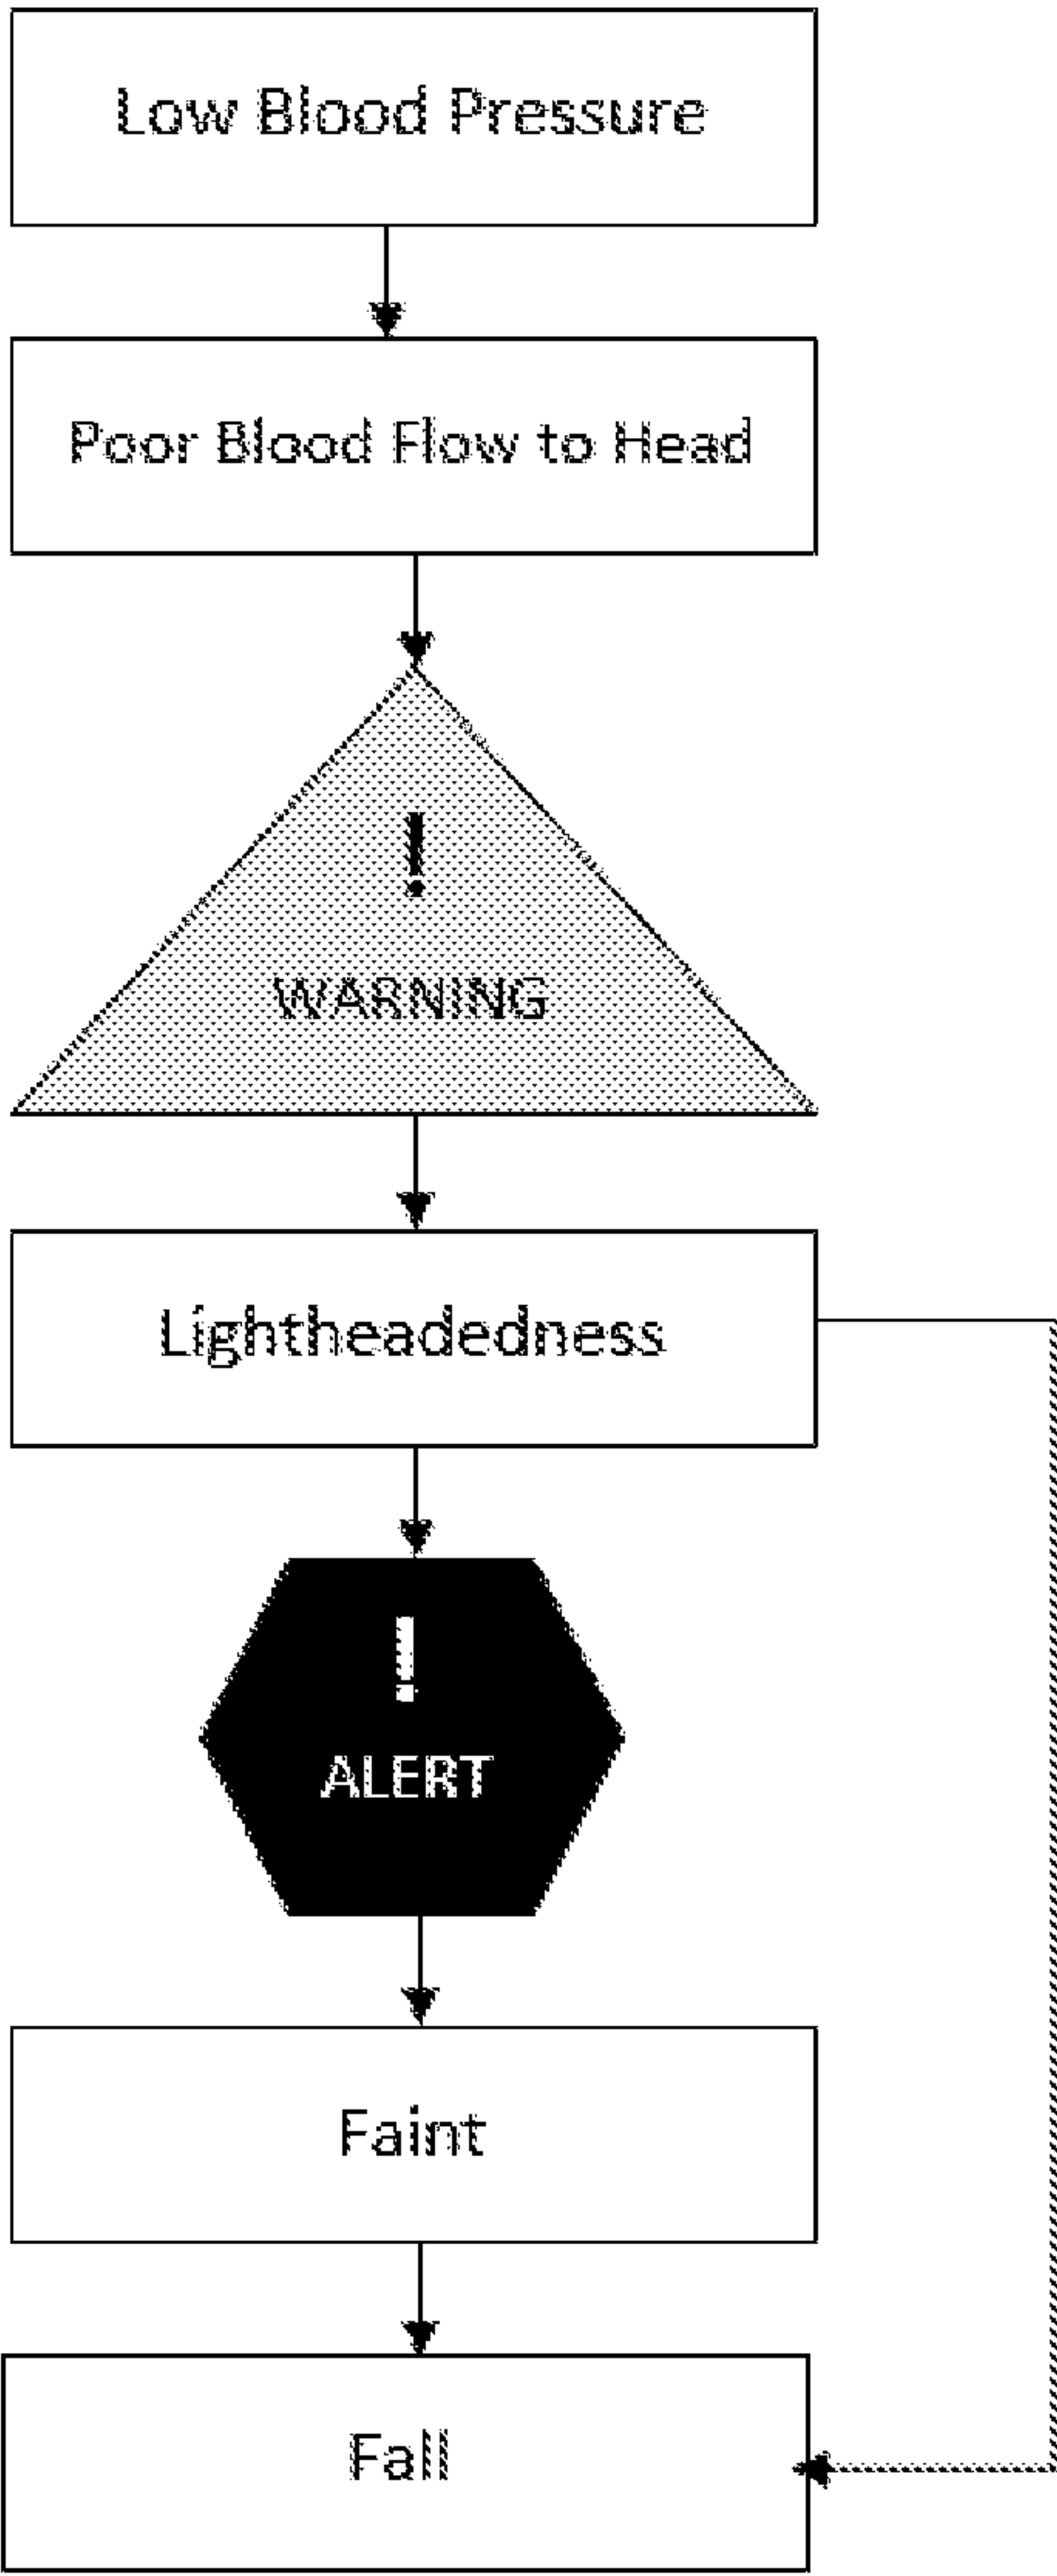 Low Blood Pressure
Poor Blood Flow to Head
!
WARNING
Lightheadedness
!
ALERT
Faint
Fall